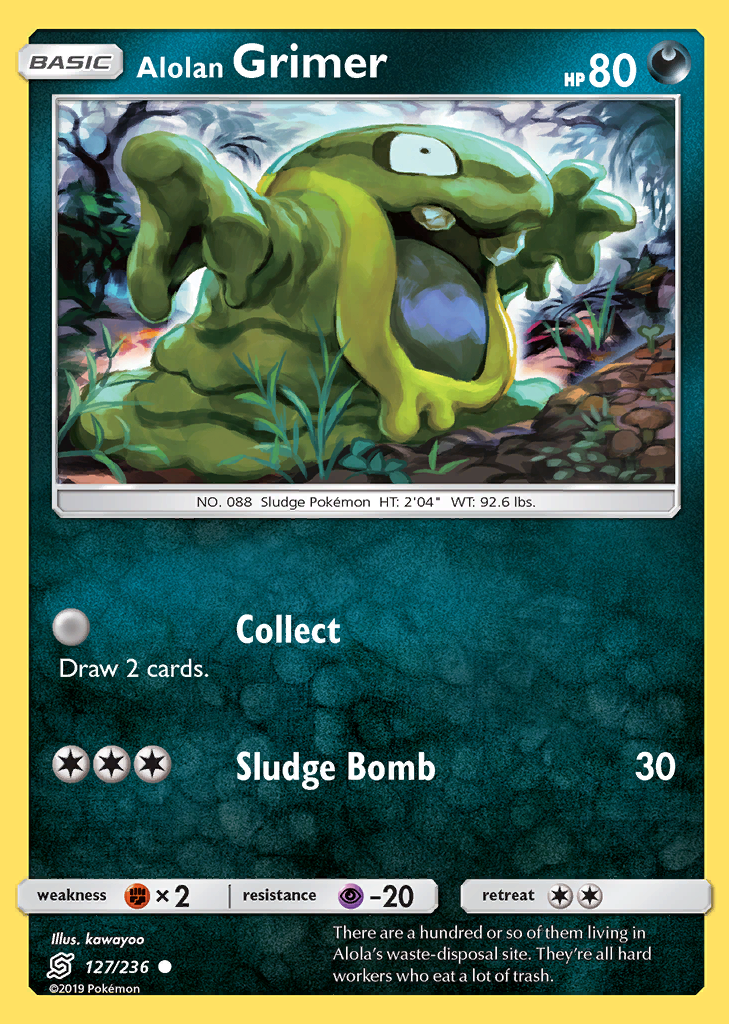 BASIC Alolan Grimer HP 80
NO. 088 Sludge Pokémon HT: 2'04" WT: 92.6 lbs.
Collect
Draw 2 cards.
Sludge Bomb 30
weakness × 2 resistance -20 retreat
Illus. kawayoo
127/236
©2019 Pokémon
There are a hundred or so of them living in
Alola's waste-disposal site. They're all hard
workers who eat a lot of trash.